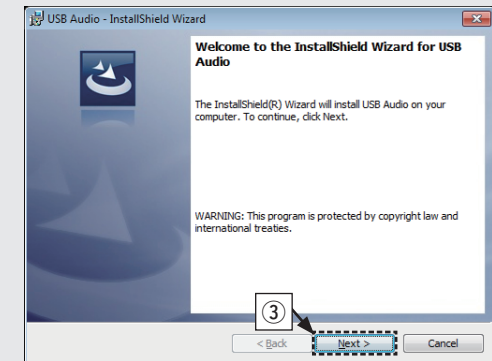 USB Audio - InstallShield Wizard
Welcome to the InstallShield Wizard for USB
Audio
The InstallShield(R) Wizard will install USB Audio on your
computer. To continue, click Next.
WARNING: This program is protected by copyright law and
international treaties.
③
< Back
Next >
Cancel